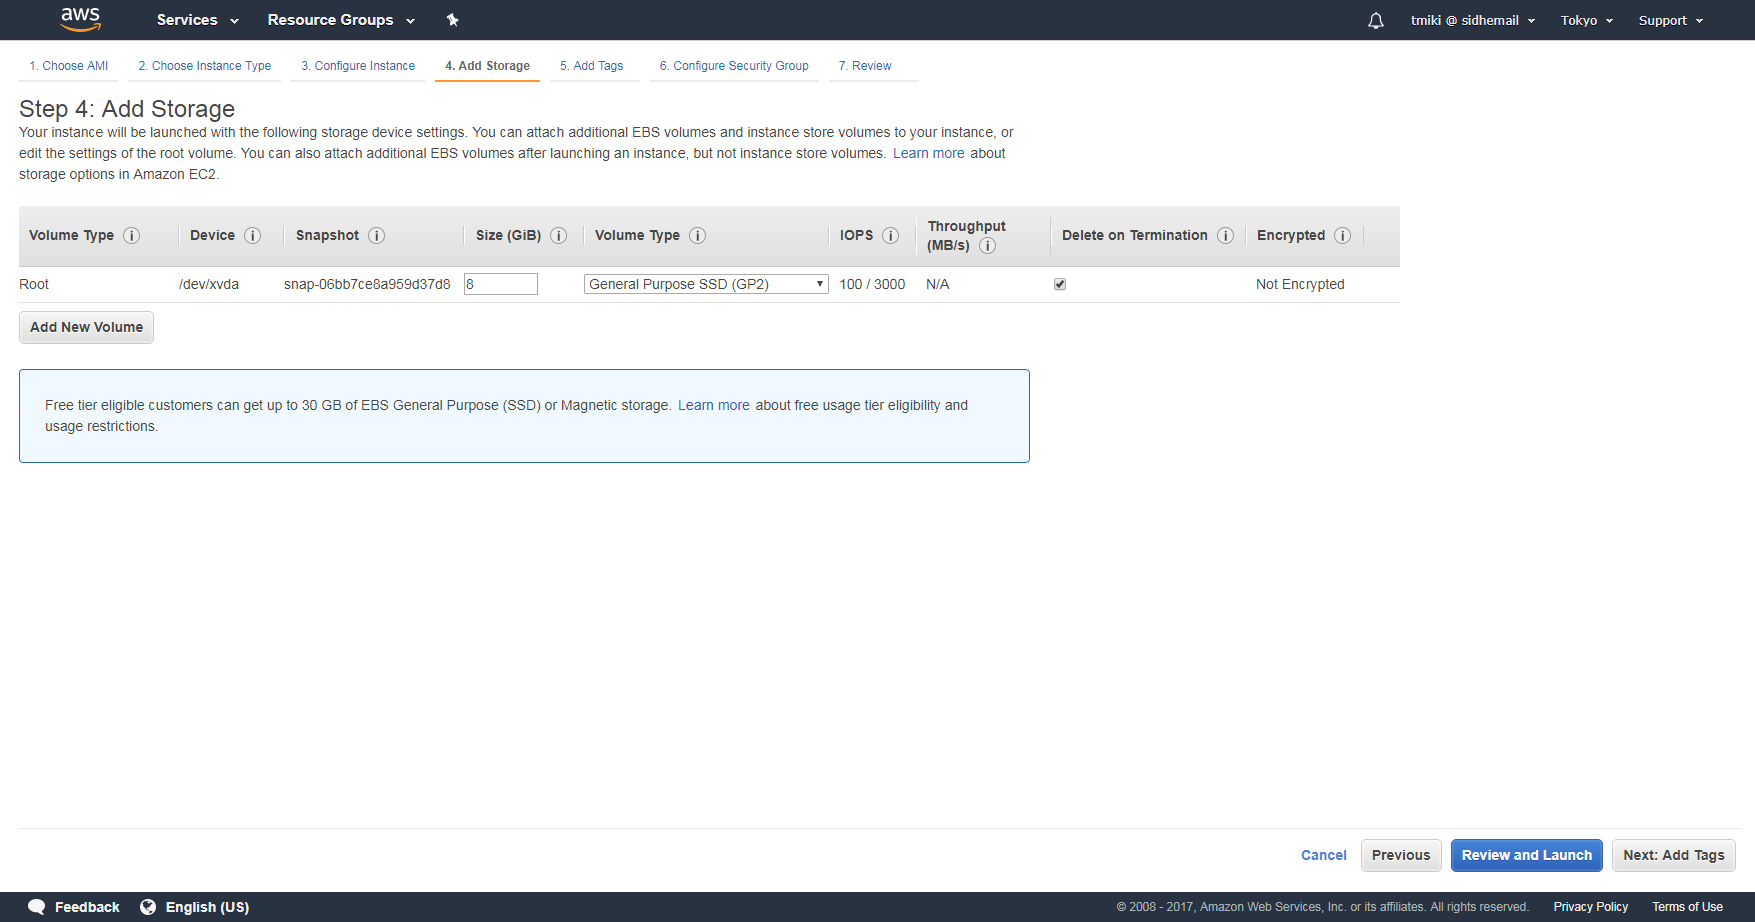 aws Services Resource Groups tmiki @ sidhemail Tokyo Support
1. Choose AMI 2. Choose Instance Type 3. Configure Instance 4. Add Storage 5. Add Tags 6. Configure Security Group 7. Review
Step 4: Add Storage
Your instance will be launched with the following storage device settings. You can attach additional EBS volumes and instance store volumes to your instance, or
edit the settings of the root volume. You can also attach additional EBS volumes after launching an instance, but not instance store volumes. Learn more about
storage options in Amazon EC2.
Volume Type i Device i Snapshot i Size (GiB) i Volume Type i IOPS i Throughput (MB/s) i Delete on Termination i Encrypted i
Root /dev/xvda snap-06bb7ce8a959d37d8 8 General Purpose SSD (GP2) 100 / 3000 N/A Not Encrypted
Add New Volume
Free tier eligible customers can get up to 30 GB of EBS General Purpose (SSD) or Magnetic storage. Learn more about free usage tier eligibility and
usage restrictions.
Cancel Previous Review and Launch Next: Add Tags
Feedback English (US) © 2008 - 2017, Amazon Web Services, Inc. or its affiliates. All rights reserved. Privacy Policy Terms of Use